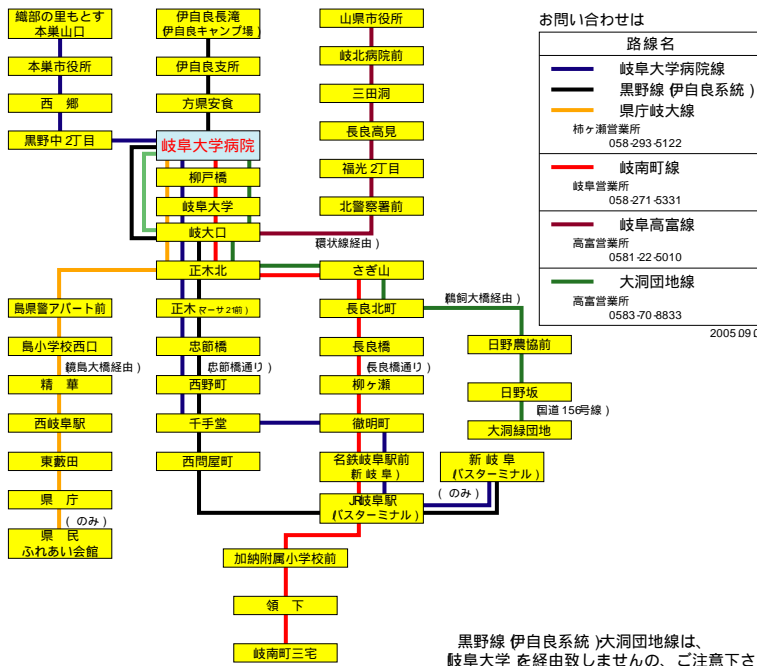 織部の里もとす
本巣山口
本巣市役所
西 郷
黒野中2丁目
伊自良長滝
(伊自良キャンプ場)
伊自良支所
方県安食
岐阜大学病院
柳戸橋
岐阜大学
岐大口
正木北
正木(マーサ21前)
忠節橋
(忠節橋通り)
西野町
千手堂
西問屋町
山県市役所
岐北病院前
三田洞
長良高見
福光2丁目
北警察署前
(環状線経由)
さぎ山
長良北町
(鵜飼大橋経由)
長良橋
(長良橋通り)
柳ヶ瀬
徹明町
名鉄岐阜駅前
(新岐阜)
JR岐阜駅
(バスターミナル)
新 岐 阜
(バスターミナル)
( のみ)
加納附属小学校前
領 下
岐南町三宅
島県警アパート前
島小学校西口
(鏡島大橋経由)
精 華
西岐阜駅
東藪田
県 庁
( のみ)
県 民
ふれあい会館
日野農協前
日野坂
(国道156号線)
大洞緑団地
お問い合わせは
路線名
岐阜大学病院線
黒野線(伊自良系統)
県庁岐大線
柿ヶ瀬営業所
058-293-5122
岐南町線
岐阜営業所
058-271-5331
岐阜高富線
高富営業所
0581-22-5010
大洞団地線
高富営業所
0583-70-8833
2005.09.0
黒野線(伊自良系統)大洞団地線は、
岐阜大学 を経由致しませんの、ご注意下さ